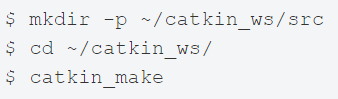 $ mkdir -p ~/catkin_ws/src
$ cd ~/catkin_ws/
$ catkin_make